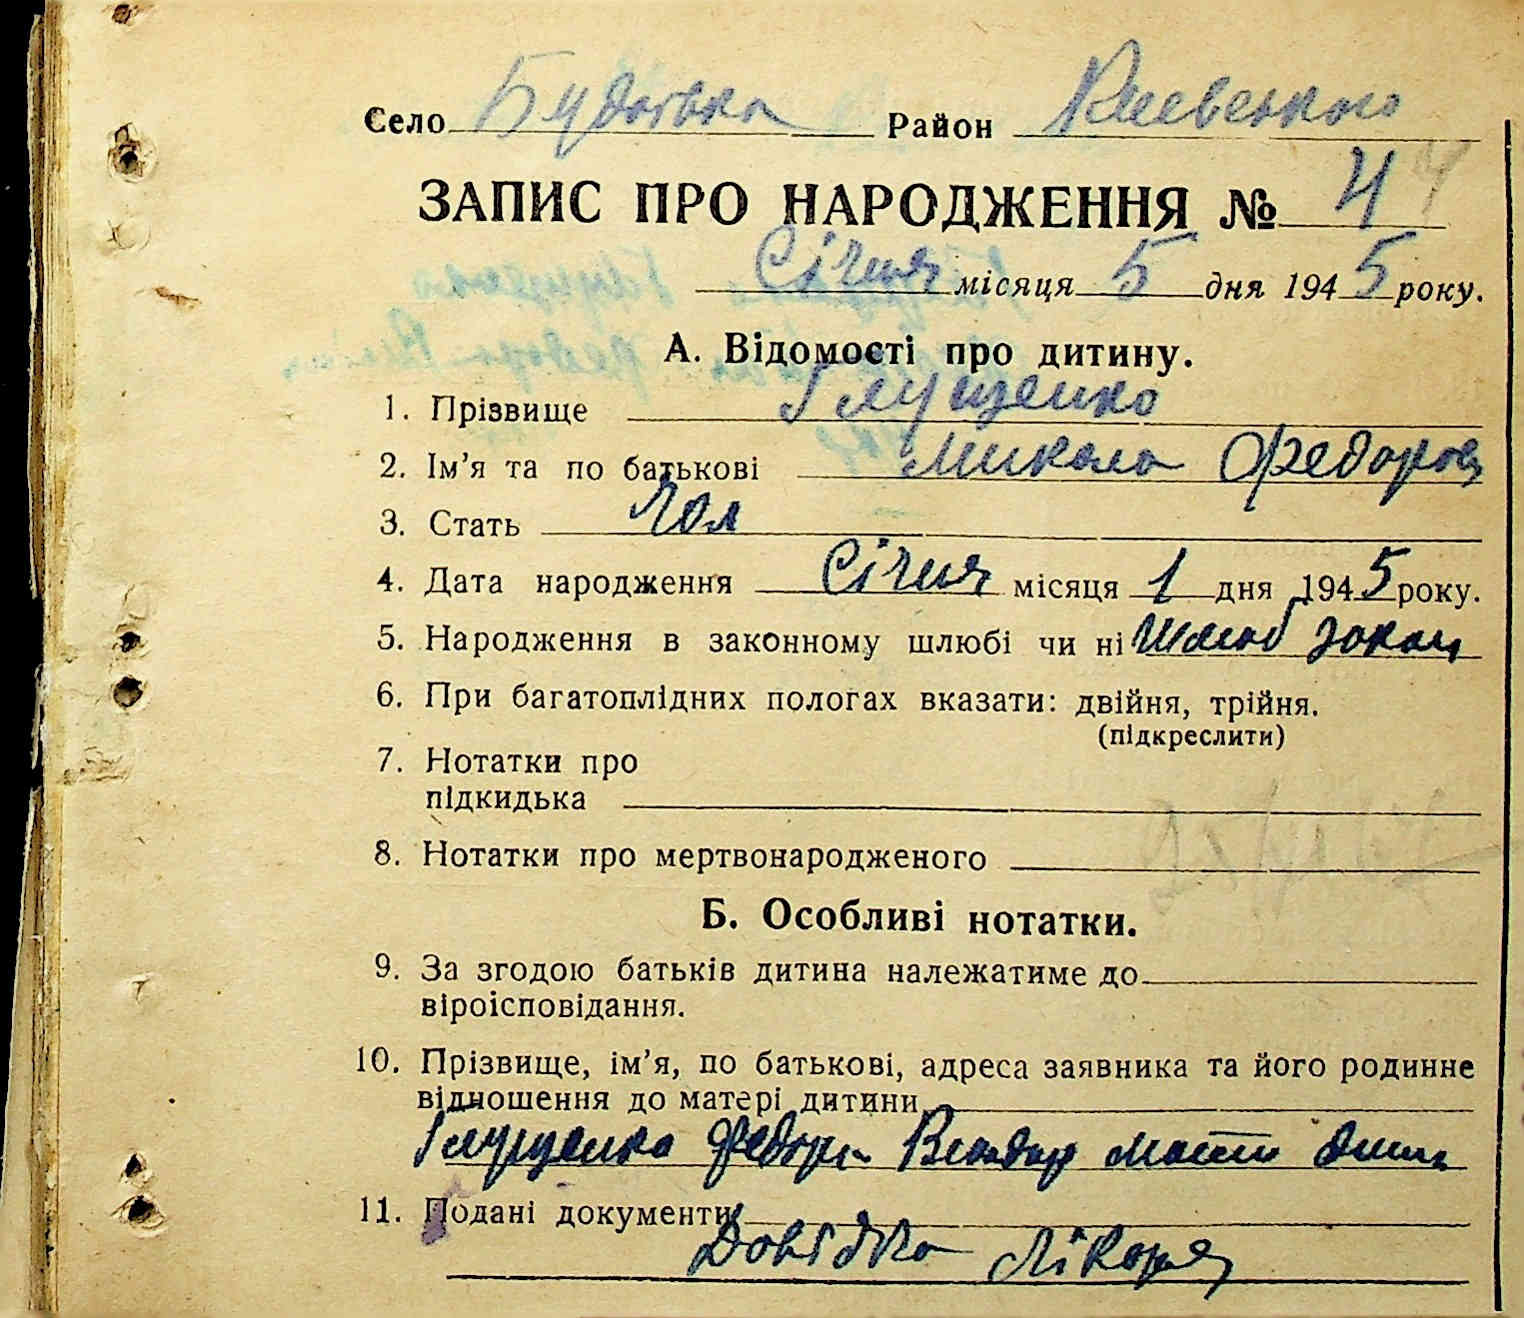 Село Будаївка Район Києвського
ЗАПИС ПРО НАРОДЖЕННЯ № 4
Січня місяця 5 дня 1945 року.
А. Відомості про дитину.
1. Прізвище Глущенко
2. Ім'я та по батькові Микола Федоров
3. Стать Чол
4. Дата народження Січня місяця 1 дня 1945 року.
5. Народження в законному шлюбі чи ні Шлюб закон
6. При багатоплідних пологах вказати: двійня, трійня.
(підкреслити)
7. Нотатки про
підкидька
8. Нотатки про мертвонародженого
Б. Особливі нотатки.
9. За згодою батьків дитина належатиме до
віроісповідання.
10. Прізвище, ім'я, по батькові, адреса заявника та його родинне
відношення до матері дитини
Глущенко Федора
11. Подані документи
Довідка Лікаря